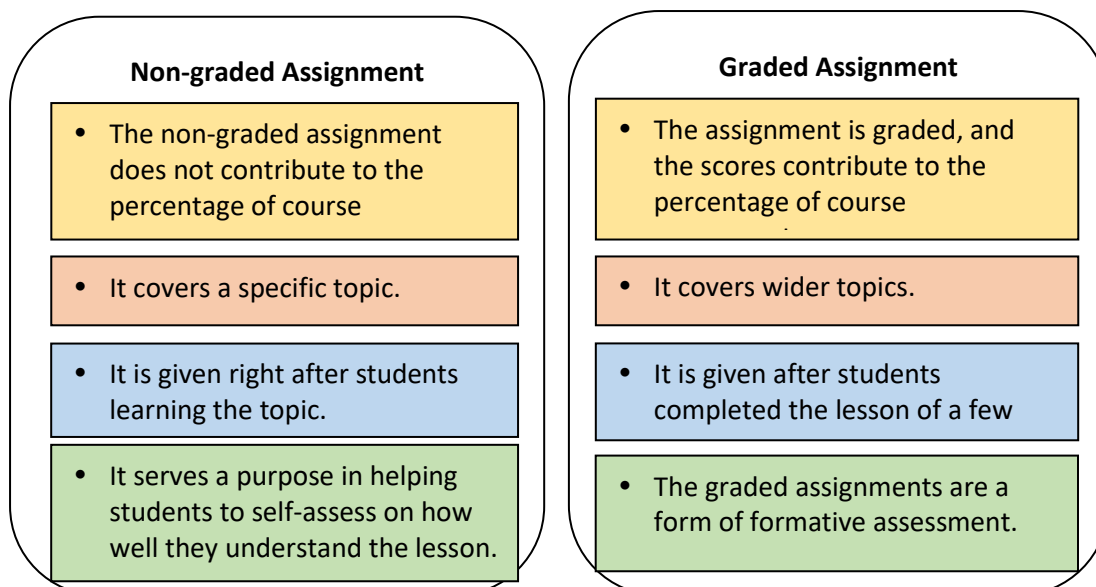 Non-graded Assignment
• The non-graded assignment
does not contribute to the
percentage of course
• It covers a specific topic.
• It is given right after students
learning the topic.
• It serves a purpose in helping
students to self-assess on how
well they understand the lesson.
Graded Assignment
• The assignment is graded, and
the scores contribute to the
percentage of course
• It covers wider topics.
• It is given after students
completed the lesson of a few
• The graded assignments are a
form of formative assessment.